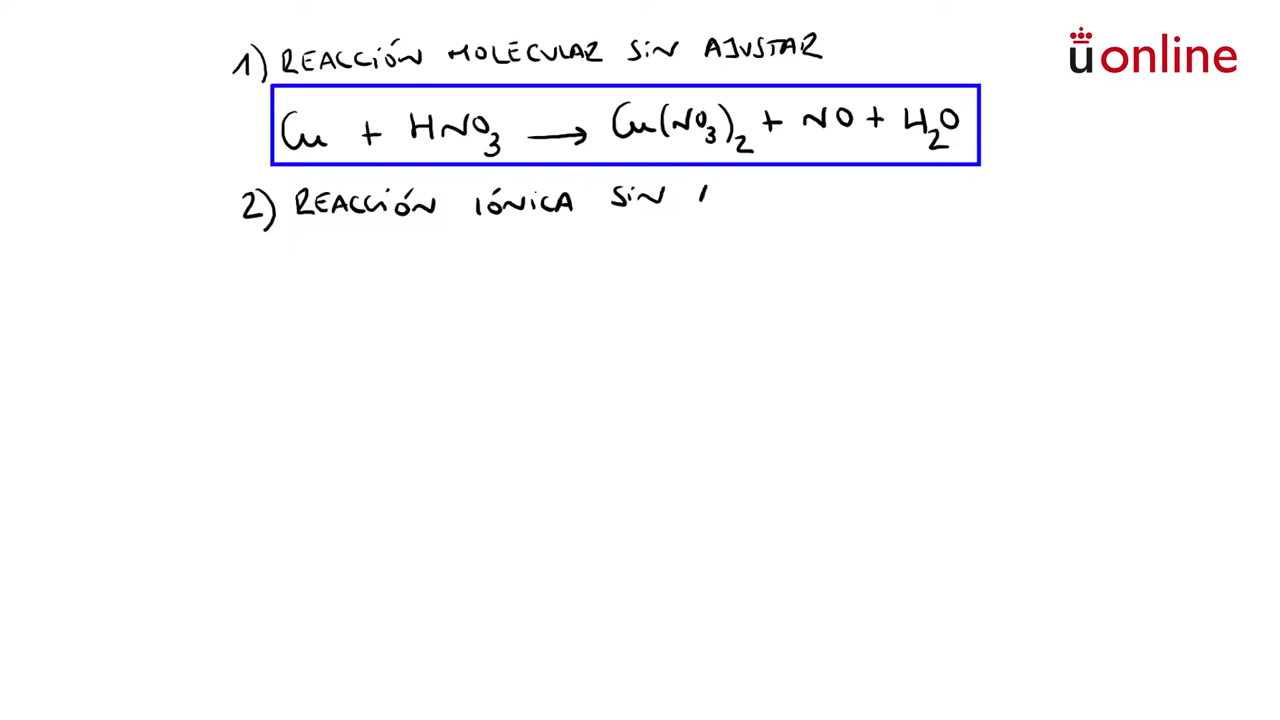 1) REACCIÓN MOLECULAR SIN AJUSTAR
üonline
Cu + HNO₃ → Cu(NO₃)₂ + NO + H₂O
2) REACCIÓN IÓNICA SIN